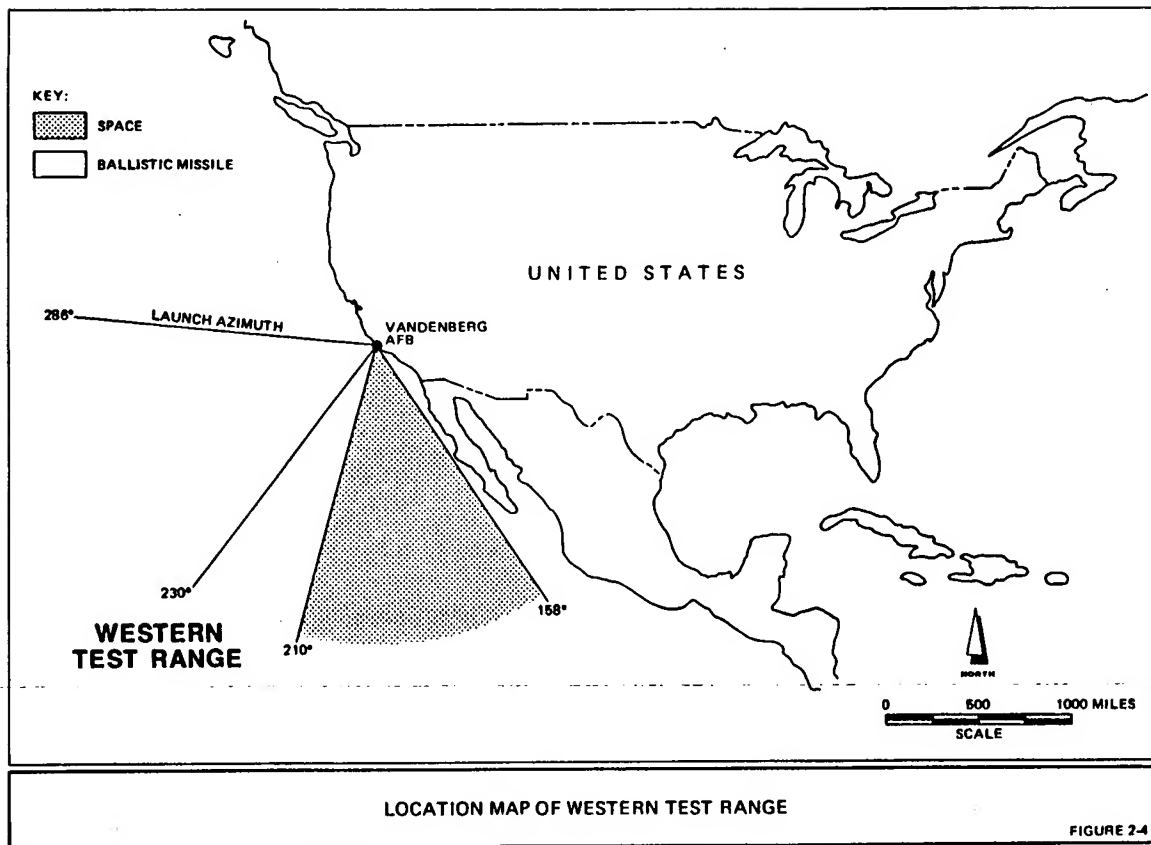 KEY:
SPACE
BALLISTIC MISSILE
UNITED STATES
286°
LAUNCH AZIMUTH
VANDENBERG
AFB
230°
158°
WESTERN
TEST RANGE
210°
NORTH
0 500 1000 MILES
SCALE
LOCATION MAP OF WESTERN TEST RANGE
FIGURE 2-4